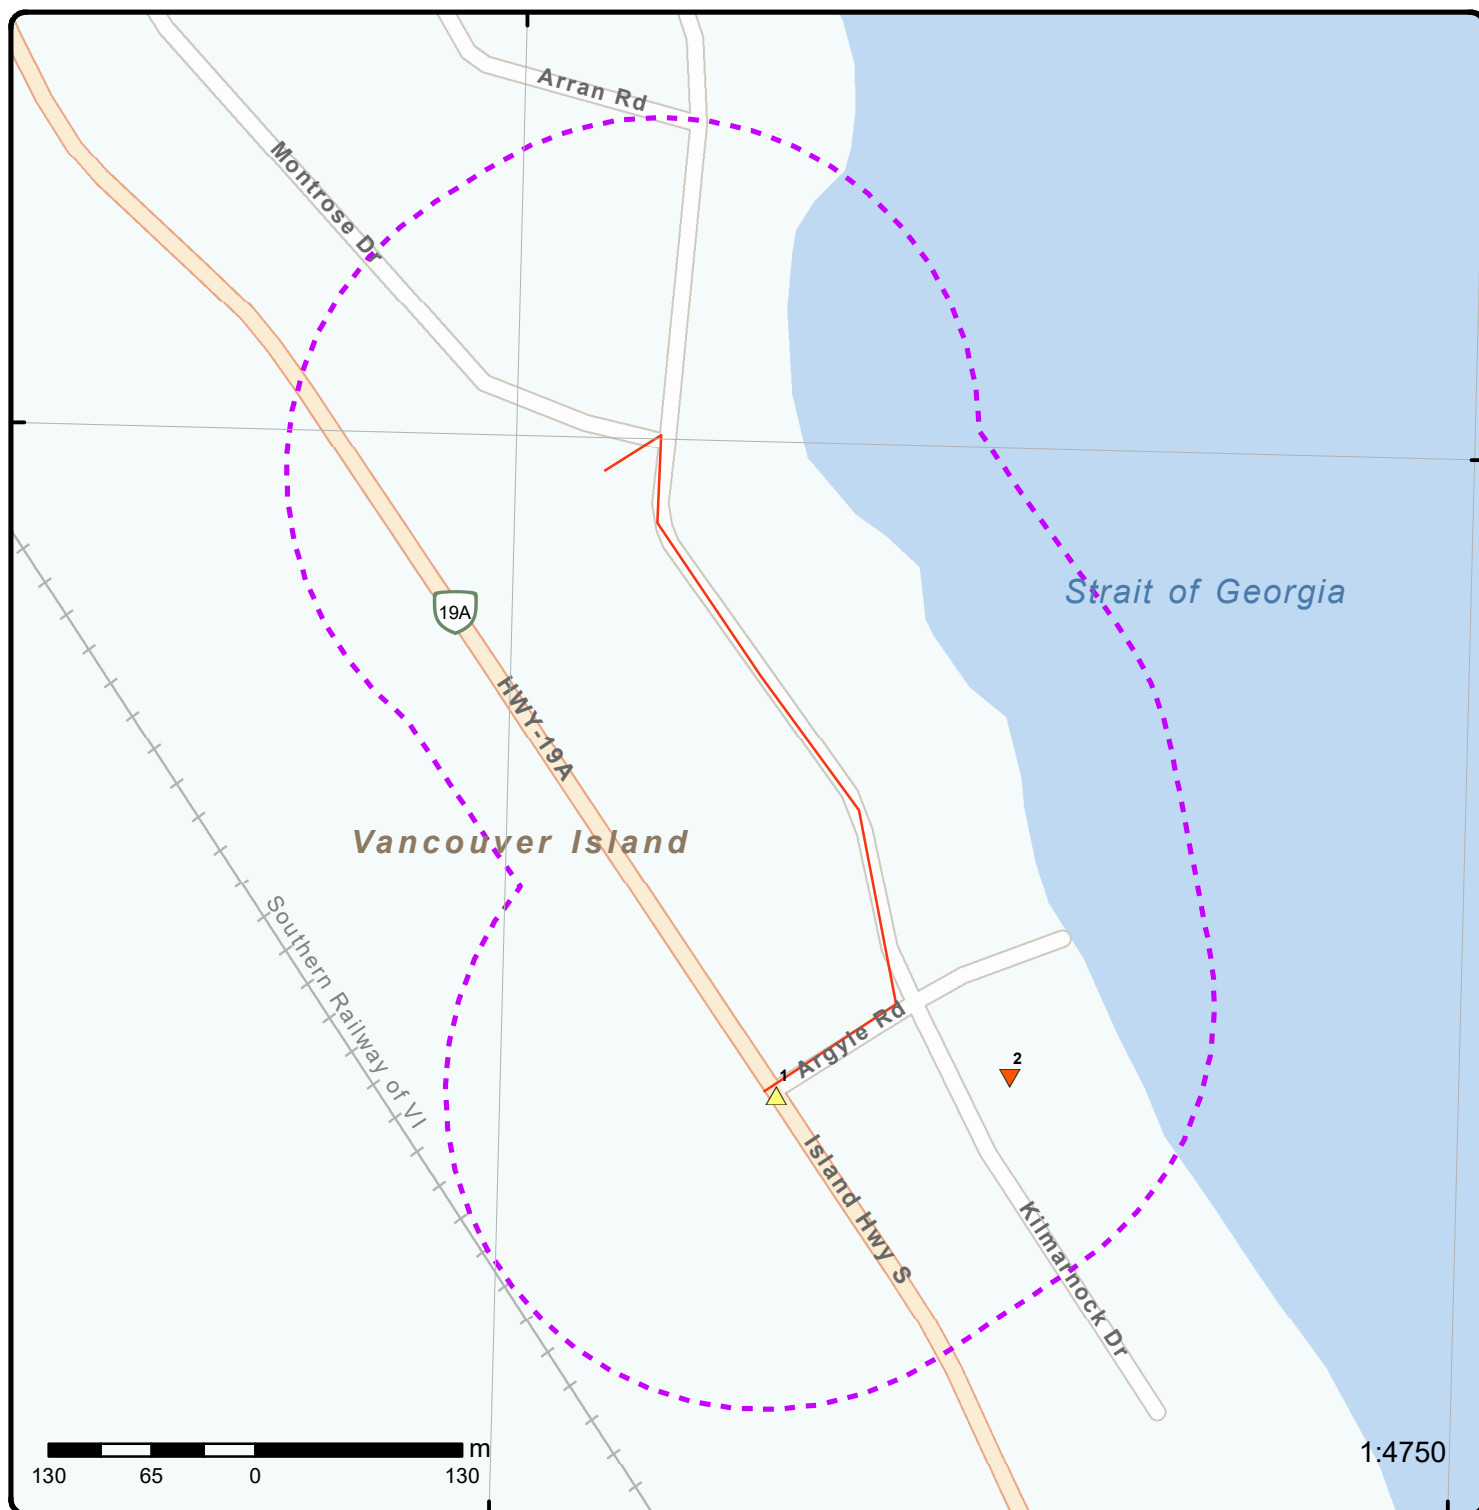 Arran Rd
Montrose Dr
Strait of Georgia
19A
HWY-19A
Vancouver Island
Southern Railway of VI
Argyle Rd
1
2
Island Hwy S
Kilmarnock Dr
m
130 65 0 130
1:4750